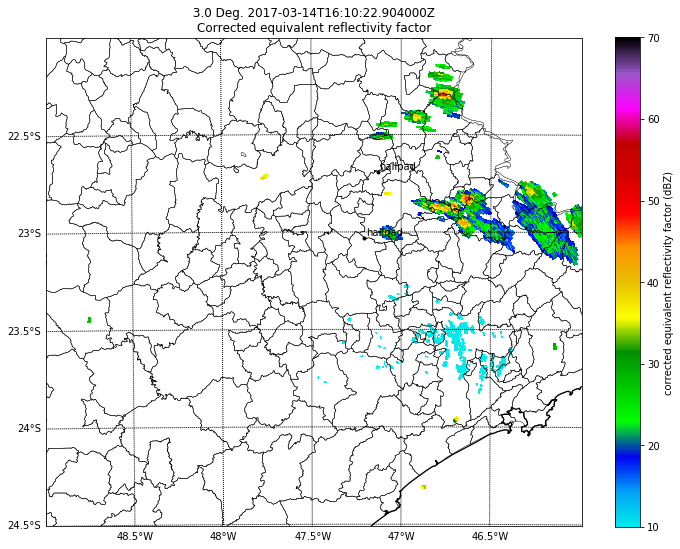 3.0 Deg. 2017-03-14T16:10:22.904000Z
Corrected equivalent reflectivity factor
22.5°S
23°S
23.5°S
24°S
24.5°S
48.5°W
48°W
47.5°W
47°W
46.5°W
hailpad
hailpad
70
60
50
40
30
20
10
corrected equivalent reflectivity factor (dBZ)